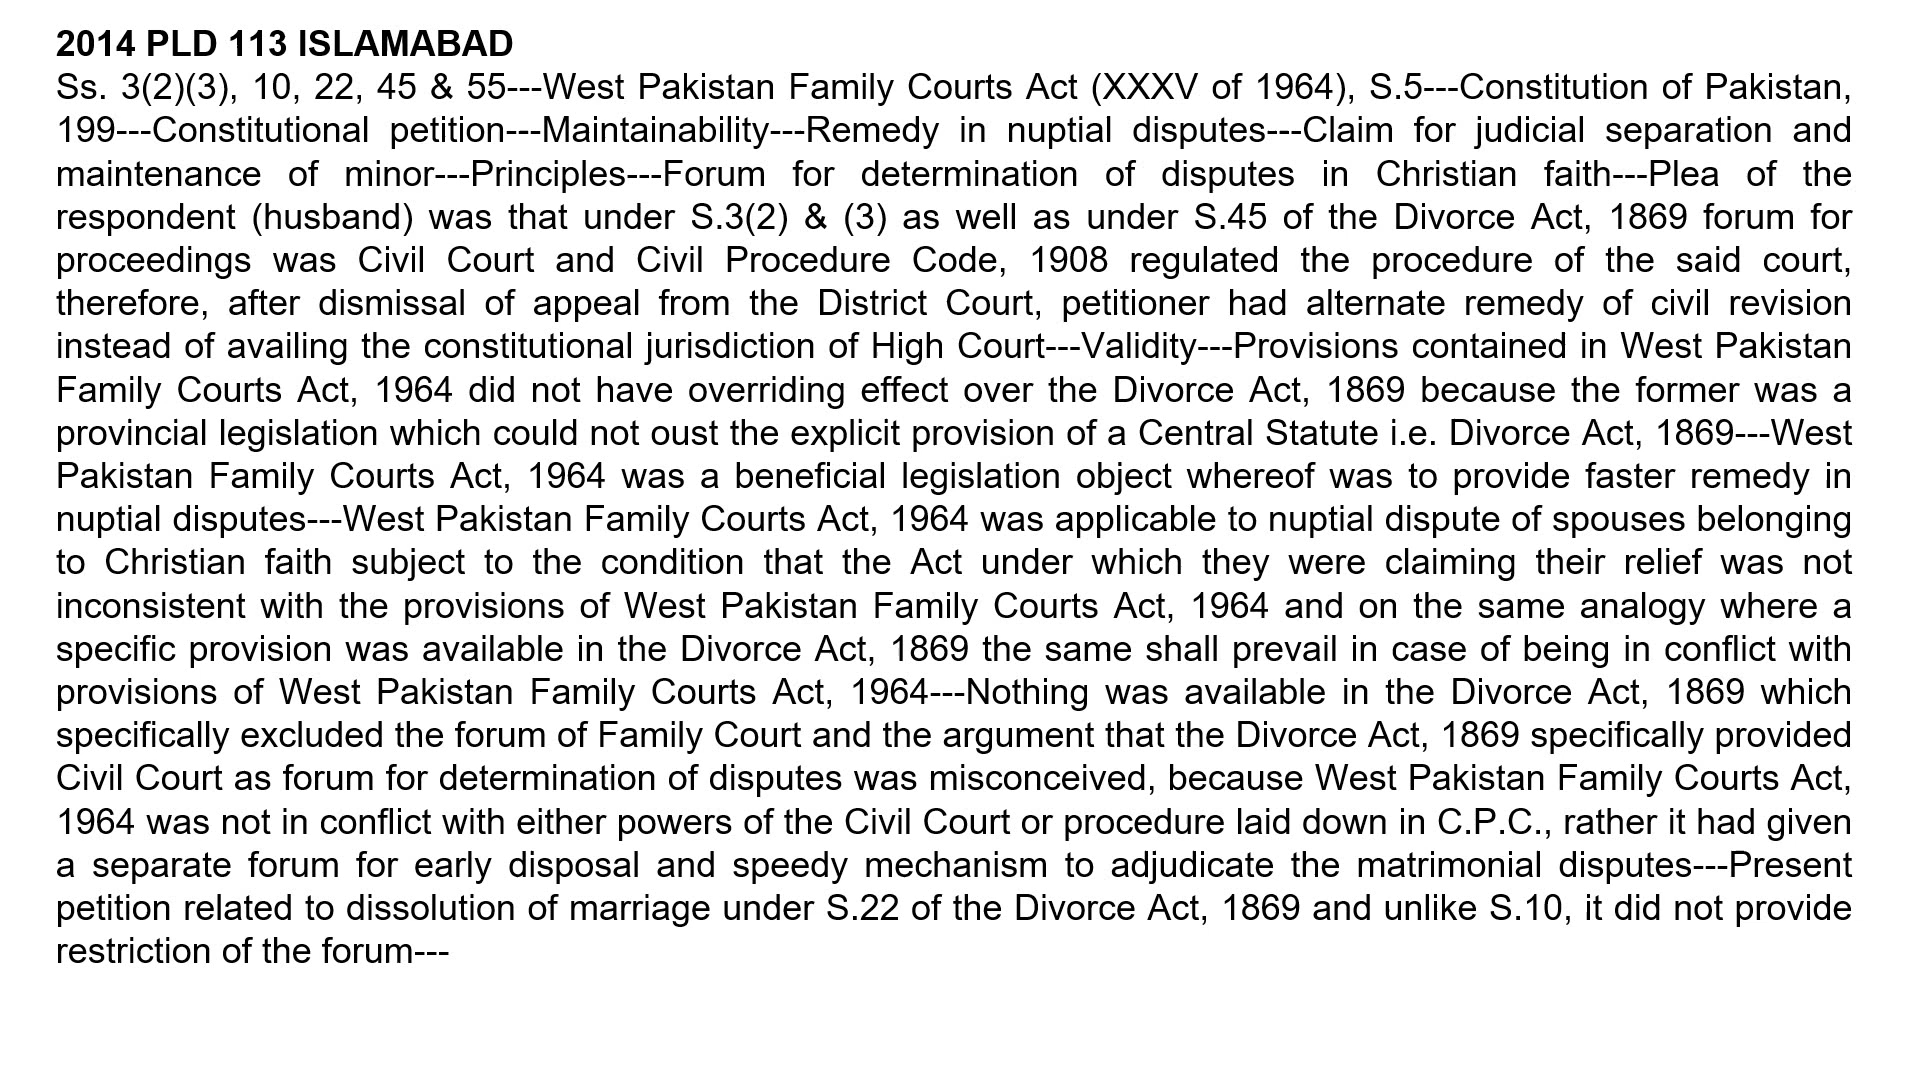 2014 PLD 113 ISLAMABAD
Ss. 3(2)(3), 10, 22, 45 & 55---West Pakistan Family Courts Act (XXXV of 1964), S.5---Constitution of Pakistan,
199---Constitutional petition---Maintainability---Remedy in nuptial disputes---Claim for judicial separation and
maintenance of minor---Principles---Forum for determination of disputes in Christian faith---Plea of the
respondent (husband) was that under S.3(2) & (3) as well as under S.45 of the Divorce Act, 1869 forum for
proceedings was Civil Court and Civil Procedure Code, 1908 regulated the procedure of the said court,
therefore, after dismissal of appeal from the District Court, petitioner had alternate remedy of civil revision
instead of availing the constitutional jurisdiction of High Court---Validity---Provisions contained in West Pakistan
Family Courts Act, 1964 did not have overriding effect over the Divorce Act, 1869 because the former was a
provincial legislation which could not oust the explicit provision of a Central Statute i.e. Divorce Act, 1869---West
Pakistan Family Courts Act, 1964 was a beneficial legislation object whereof was to provide faster remedy in
nuptial disputes---West Pakistan Family Courts Act, 1964 was applicable to nuptial dispute of spouses belonging
to Christian faith subject to the condition that the Act under which they were claiming their relief was not
inconsistent with the provisions of West Pakistan Family Courts Act, 1964 and on the same analogy where a
specific provision was available in the Divorce Act, 1869 the same shall prevail in case of being in conflict with
provisions of West Pakistan Family Courts Act, 1964---Nothing was available in the Divorce Act, 1869 which
specifically excluded the forum of Family Court and the argument that the Divorce Act, 1869 specifically provided
Civil Court as forum for determination of disputes was misconceived, because West Pakistan Family Courts Act,
1964 was not in conflict with either powers of the Civil Court or procedure laid down in C.P.C., rather it had given
a separate forum for early disposal and speedy mechanism to adjudicate the matrimonial disputes---Present
petition related to dissolution of marriage under S.22 of the Divorce Act, 1869 and unlike S.10, it did not provide
restriction of the forum---